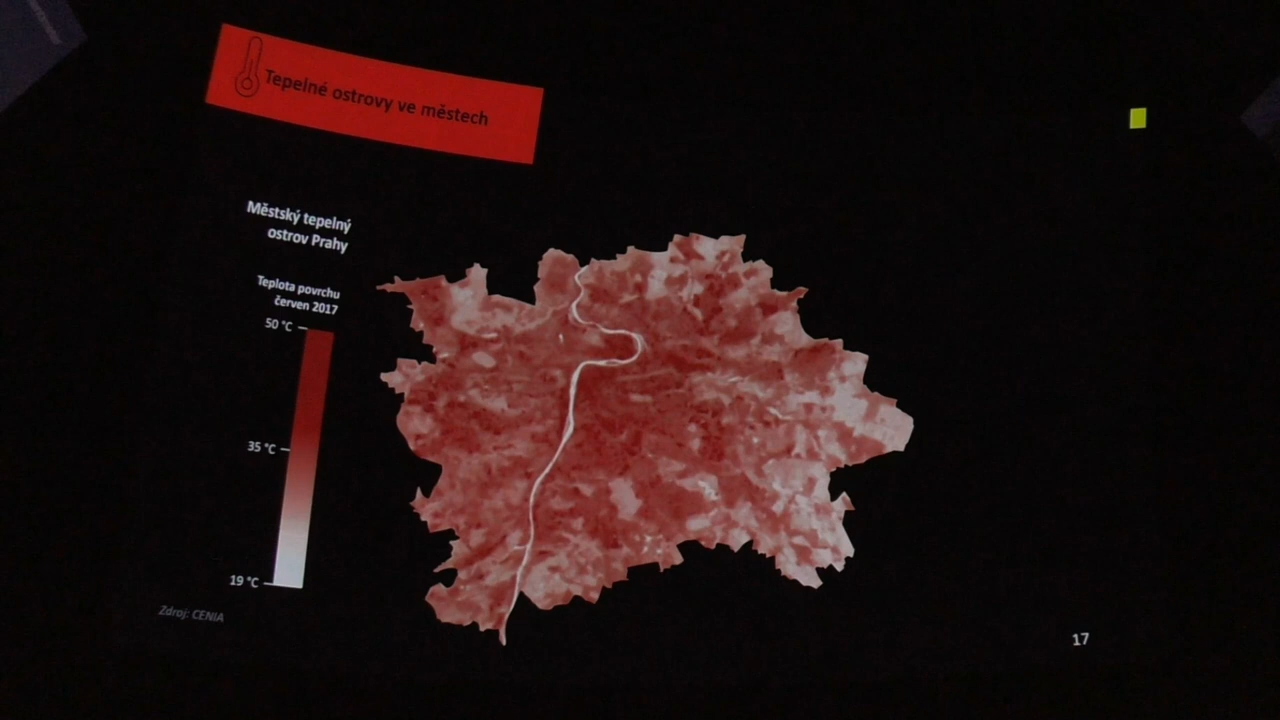 Tepelné ostrovy ve městech
Městský tepelný
ostrov Prahy
Teplota povrchu
červen 2017
50 °C
35 °C
19 °C
Zdroj: CENIA
17